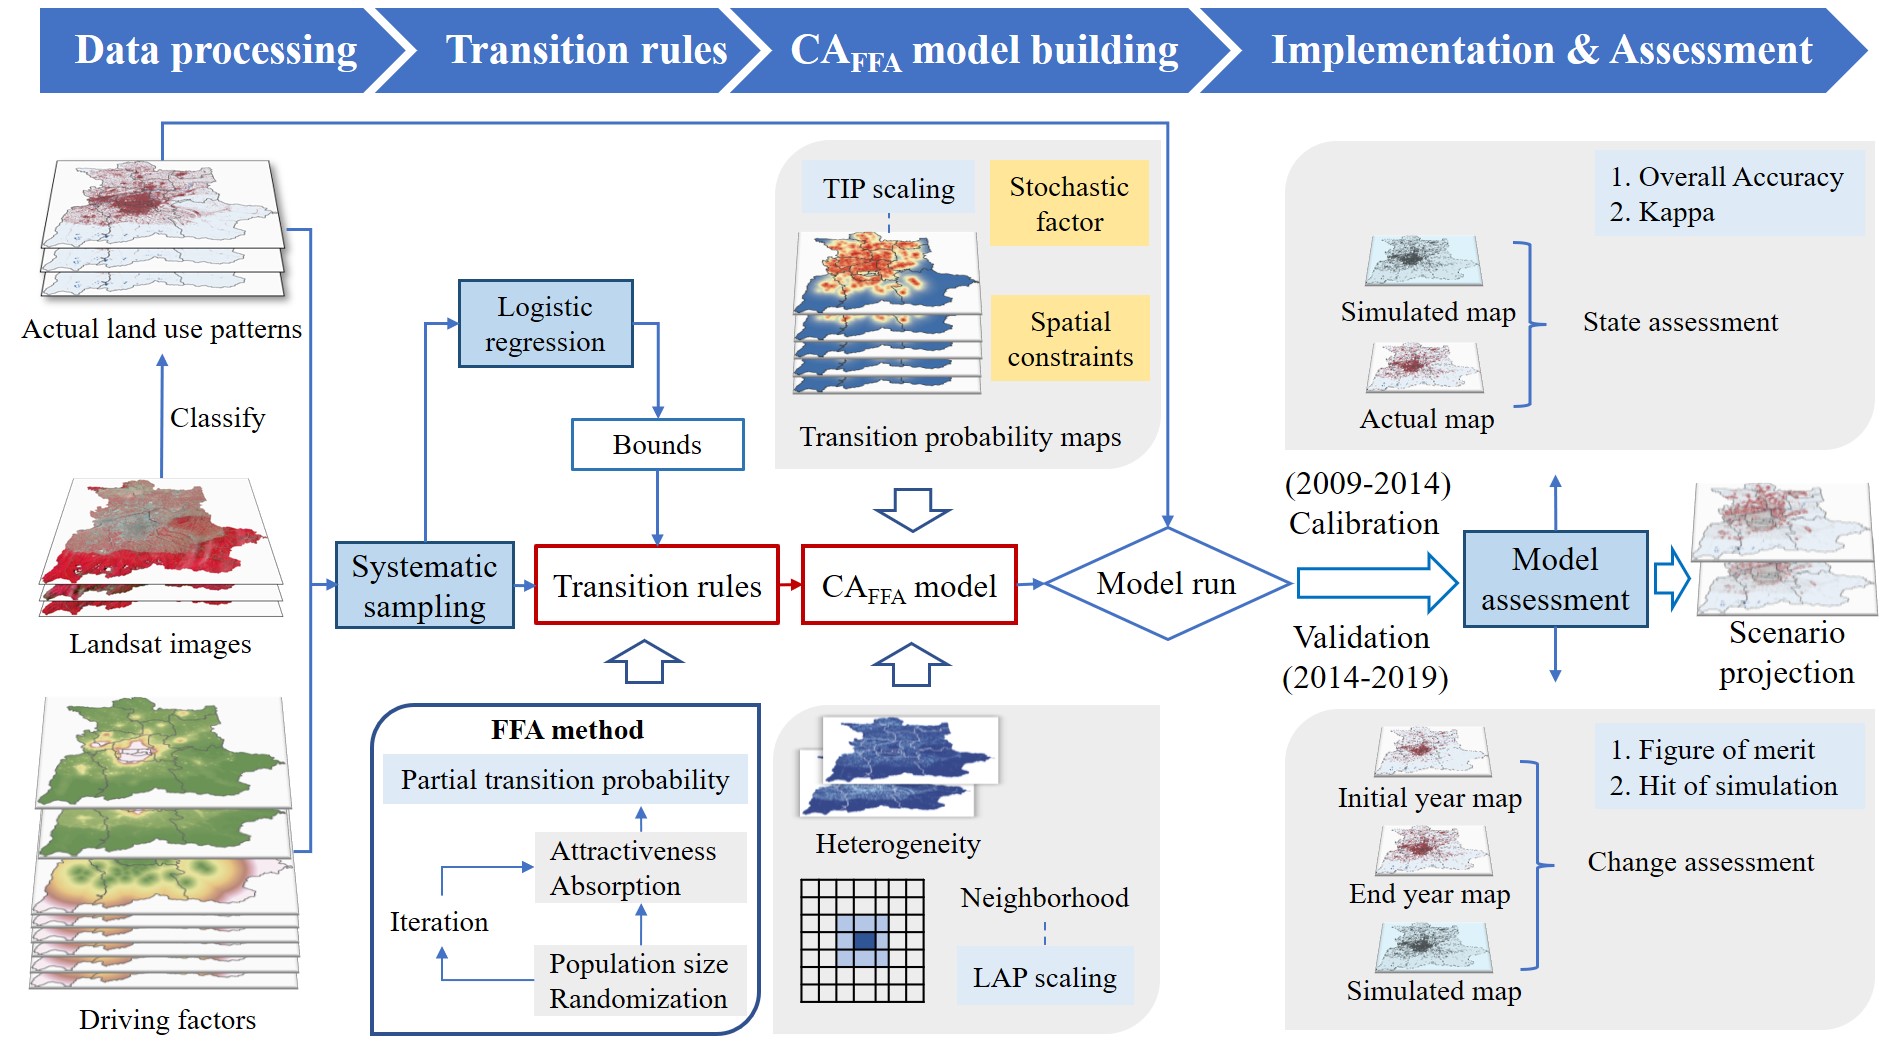 Data processing
Transition rules
CAFFA model building
Implementation & Assessment
Actual land use patterns
Classify
Landsat images
Driving factors
Systematic
sampling
Logistic
regression
Bounds
Transition rules
FFA method
Partial transition probability
Attractiveness
Absorption
Iteration
Population size
Randomization
TIP scaling
Stochastic
factor
Spatial
constraints
Transition probability maps
CAFFA model
Heterogeneity
Neighborhood
LAP scaling
Model run
1. Overall Accuracy
2. Kappa
Simulated map
State assessment
Actual map
(2009-2014)
Calibration
Validation
(2014-2019)
Model
assessment
Scenario
projection
1. Figure of merit
2. Hit of simulation
Initial year map
End year map
Change assessment
Simulated map